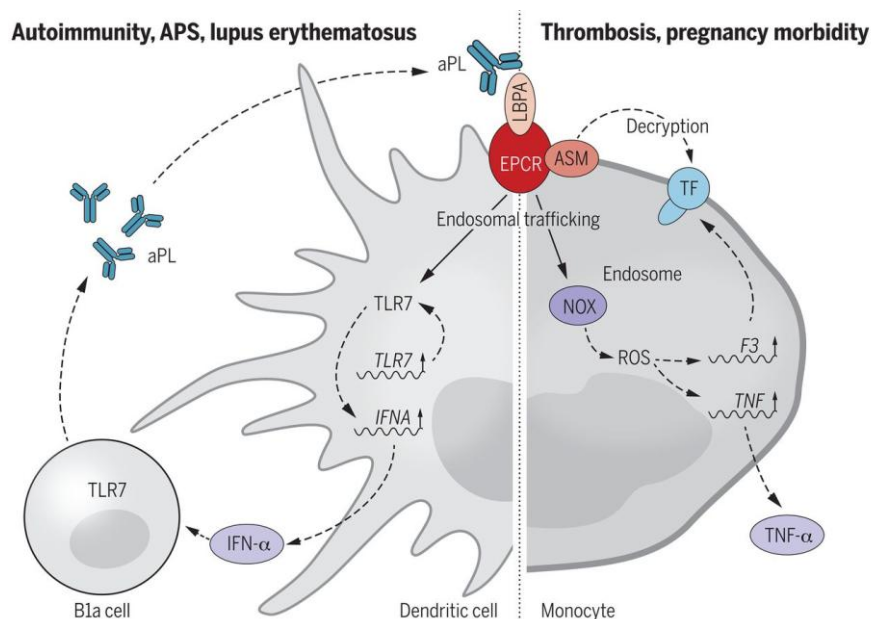 Autoimmunity, APS, lupus erythematosus
Thrombosis, pregnancy morbidity
aPL
LBPA
EPCR
ASM
Decryption
TF
aPL
Endosomal trafficking
TLR7
TLR7
IFNA
Endosome
NOX
ROS
F3
TNF
TLR7
IFN-α
TNF-α
B1a cell
Dendritic cell
Monocyte